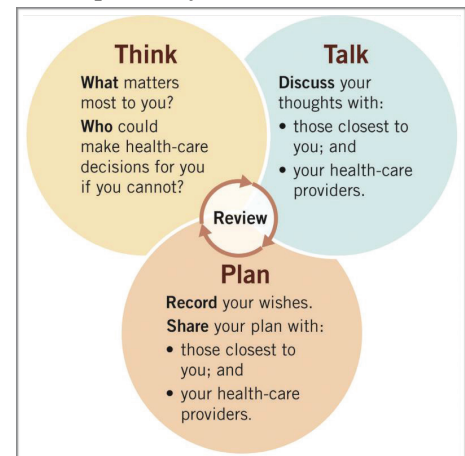 Think
What matters
most to you?
Who could
make health-care
decisions for you
if you cannot?
Talk
Discuss your
thoughts with:
• those closest to
you; and
• your health-care
providers.
Review
Plan
Record your wishes.
Share your plan with:
• those closest to
you; and
• your health-care
providers.